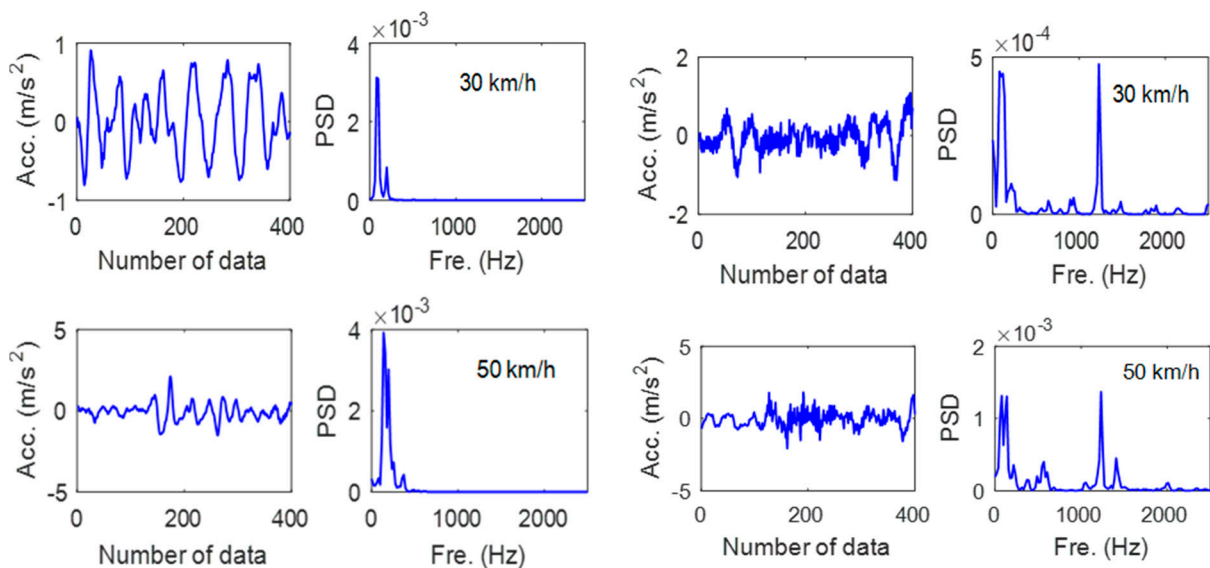 Acc. (m/s²)
1
0
-1
0
200
400
Number of data
×10⁻³
PSD
4
2
0
30 km/h
0
1000
2000
Fre. (Hz)
Acc. (m/s²)
2
0
-2
0
200
400
Number of data
×10⁻⁴
PSD
5
0
30 km/h
0
1000
2000
Fre. (Hz)
Acc. (m/s²)
5
0
-5
0
200
400
Number of data
×10⁻³
PSD
4
2
0
50 km/h
0
1000
2000
Fre. (Hz)
Acc. (m/s²)
5
0
-5
0
200
400
Number of data
×10⁻³
PSD
2
1
0
50 km/h
0
1000
2000
Fre. (Hz)